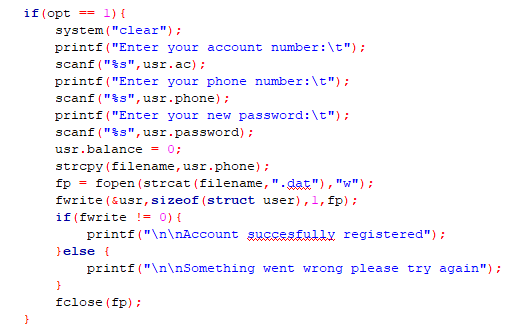 if(opt == 1){
system("clear");
printf("Enter your account number:\t");
scanf("%s",usr.ac);
printf("Enter your phone number:\t");
scanf("%s",usr.phone);
printf("Enter your new password:\t");
scanf("%s",usr.password);
usr.balance = 0;
strcpy(filename,usr.phone);
fp = fopen(strcat(filename,".dat"),"w");
fwrite(&usr,sizeof(struct user),1,fp);
if(fwrite != 0){
printf("\n\nAccount succesfully registered");
}else {
printf("\n\nSomething went wrong please try again");
}
fclose(fp);
}